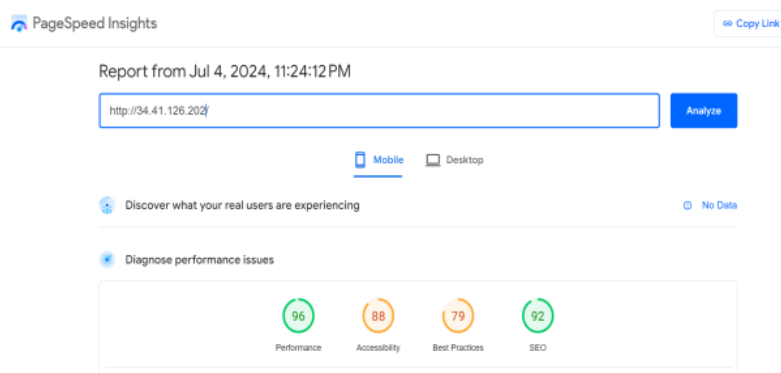 PageSpeed Insights
Copy Link
Report from Jul 4, 2024, 11:24:12 PM
http://34.41.126.202/
Analyze
Mobile
Desktop
Discover what your real users are experiencing
No Data
Diagnose performance issues
96
88
79
92
Performance
Accessibility
Best Practices
SEO